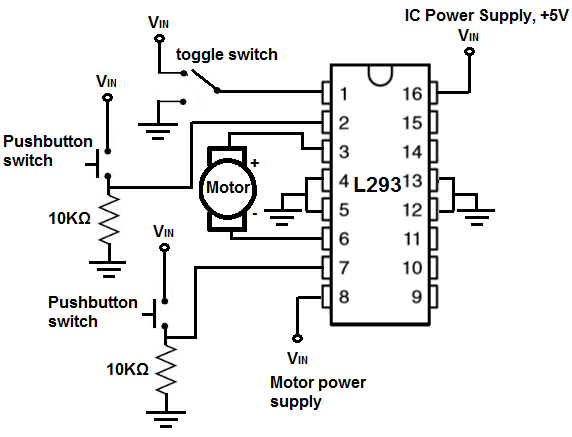 IC Power Supply, +5V
VIN
VIN
toggle switch
VIN
Pushbutton
switch
10KΩ
Motor
+
-
L293
1
2
3
4
5
6
7
8
16
15
14
13
12
11
10
9
VIN
Pushbutton
switch
10KΩ
VIN
Motor power
supply